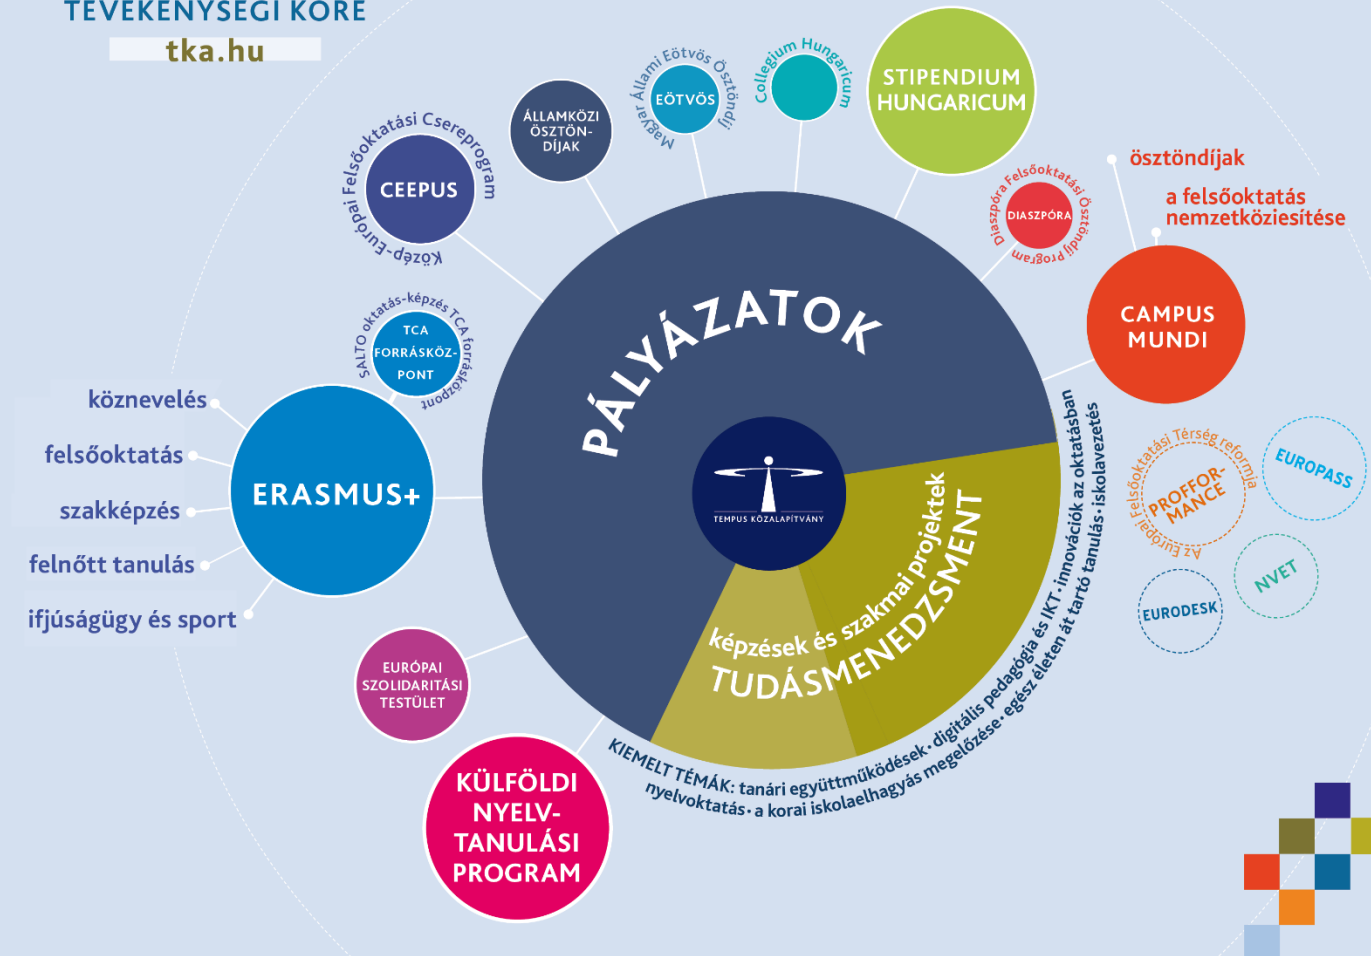 TEVÉKENYSÉGI KÖRE
tka.hu
Közép-Európai Felsőoktatási Csereprogram
CEEPUS
ÁLLAMKÖZI
ÖSZTÖN-
DÍJAK
Magyar Állami Eötvös Ösztöndíj
EÖTVÖS
Collegium Hungaricum
STIPENDIUM
HUNGARICUM
Diaszpóra Felsőoktatási Ösztöndíj Program
DIASZPÓRA
ösztöndíjak
a felsőoktatás
nemzetköziesítése
CAMPUS
MUNDI
SALTO oktatás-képzés TCA forrásközpont
TCA
FORRÁSKÖZ-
PONT
köznevelés
felsőoktatás
szakképzés
felnőtt tanulás
ifjúságügy és sport
ERASMUS+
EURÓPAI
SZOLIDARITÁSI
TESTÜLET
KÜLFÖLDI
NYELV-
TANULÁSI
PROGRAM
PÁLYÁZATOK
TEMPUS KÖZALAPÍTVÁNY
képzések és szakmai projektek
TUDÁSMENEDZSMENT
KIEMELT TÉMÁK: tanári együttműködések · digitális pedagógia és IKT · innovációk az oktatásban
nyelvoktatás · a korai iskolaelhagyás megelőzése · egész életen át tartó tanulás · iskolavezetés
Az Európai Felsőoktatási Térség reformja
PROFFOR-
MANCE
EUROPASS
NVET
EURODESK